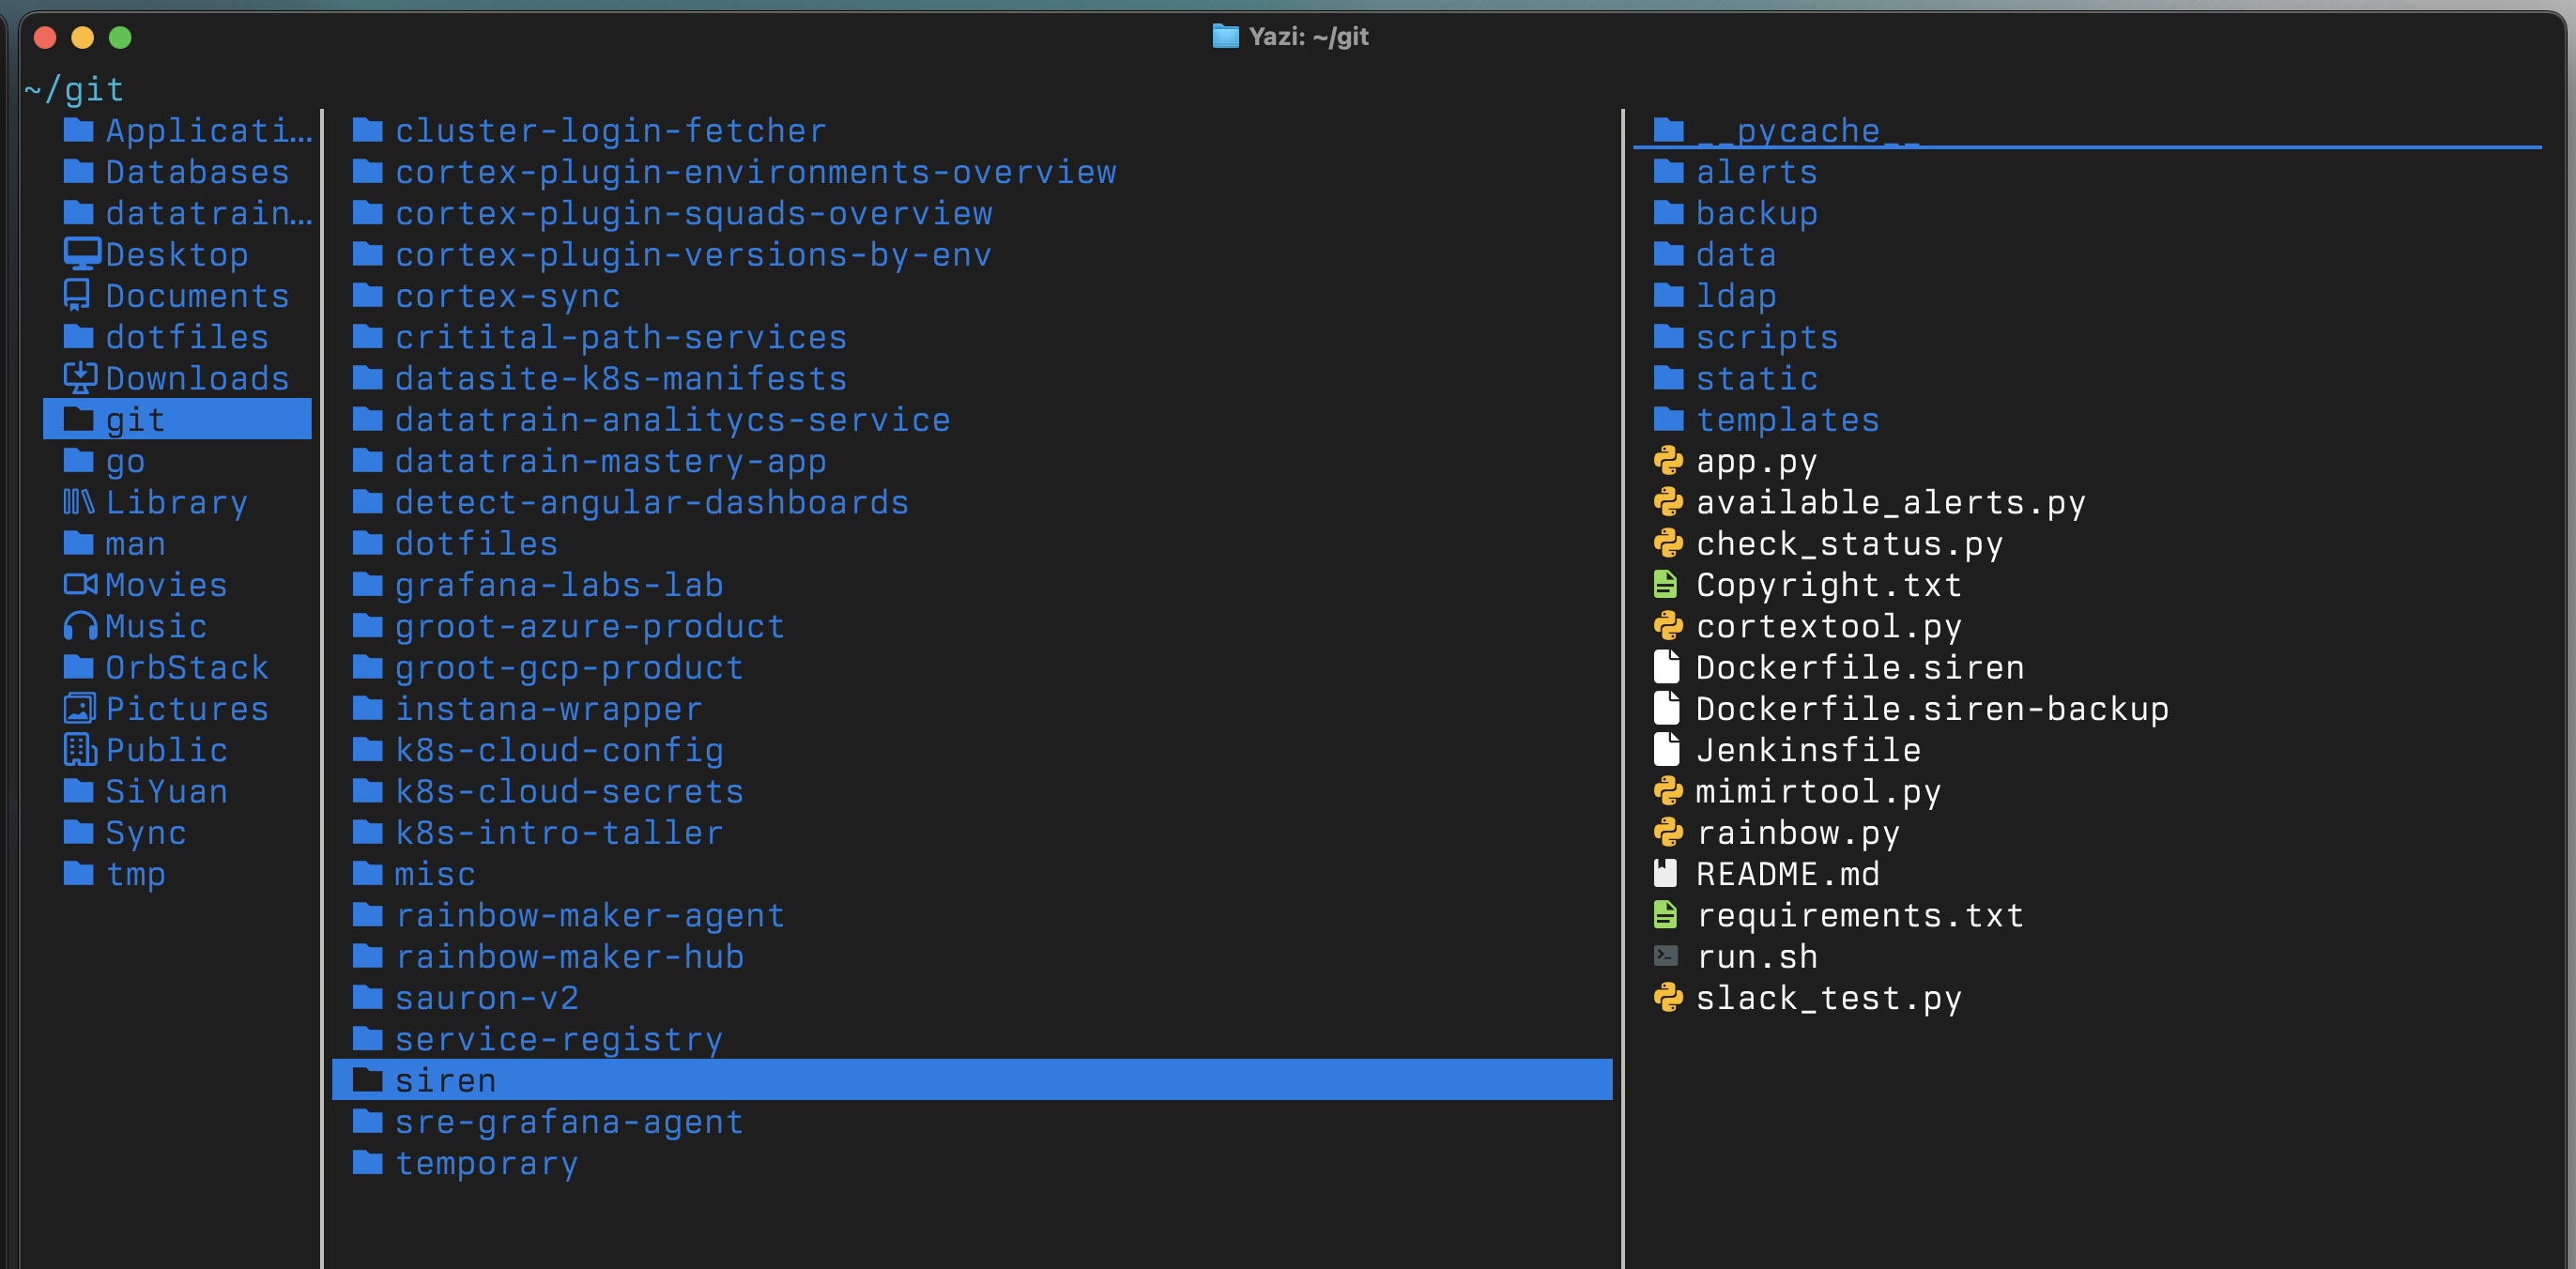 Yazi: ~/git
~/git
Applicati…
Databases
datatrain…
Desktop
Documents
dotfiles
Downloads
git
go
Library
man
Movies
Music
OrbStack
Pictures
Public
SiYuan
Sync
tmp
cluster-login-fetcher
cortex-plugin-environments-overview
cortex-plugin-squads-overview
cortex-plugin-versions-by-env
cortex-sync
critital-path-services
datasite-k8s-manifests
datatrain-analitycs-service
datatrain-mastery-app
detect-angular-dashboards
dotfiles
grafana-labs-lab
groot-azure-product
groot-gcp-product
instana-wrapper
k8s-cloud-config
k8s-cloud-secrets
k8s-intro-taller
misc
rainbow-maker-agent
rainbow-maker-hub
sauron-v2
service-registry
siren
sre-grafana-agent
temporary
__pycache__
alerts
backup
data
ldap
scripts
static
templates
app.py
available_alerts.py
check_status.py
Copyright.txt
cortextool.py
Dockerfile.siren
Dockerfile.siren-backup
Jenkinsfile
mimirtool.py
rainbow.py
README.md
requirements.txt
run.sh
slack_test.py